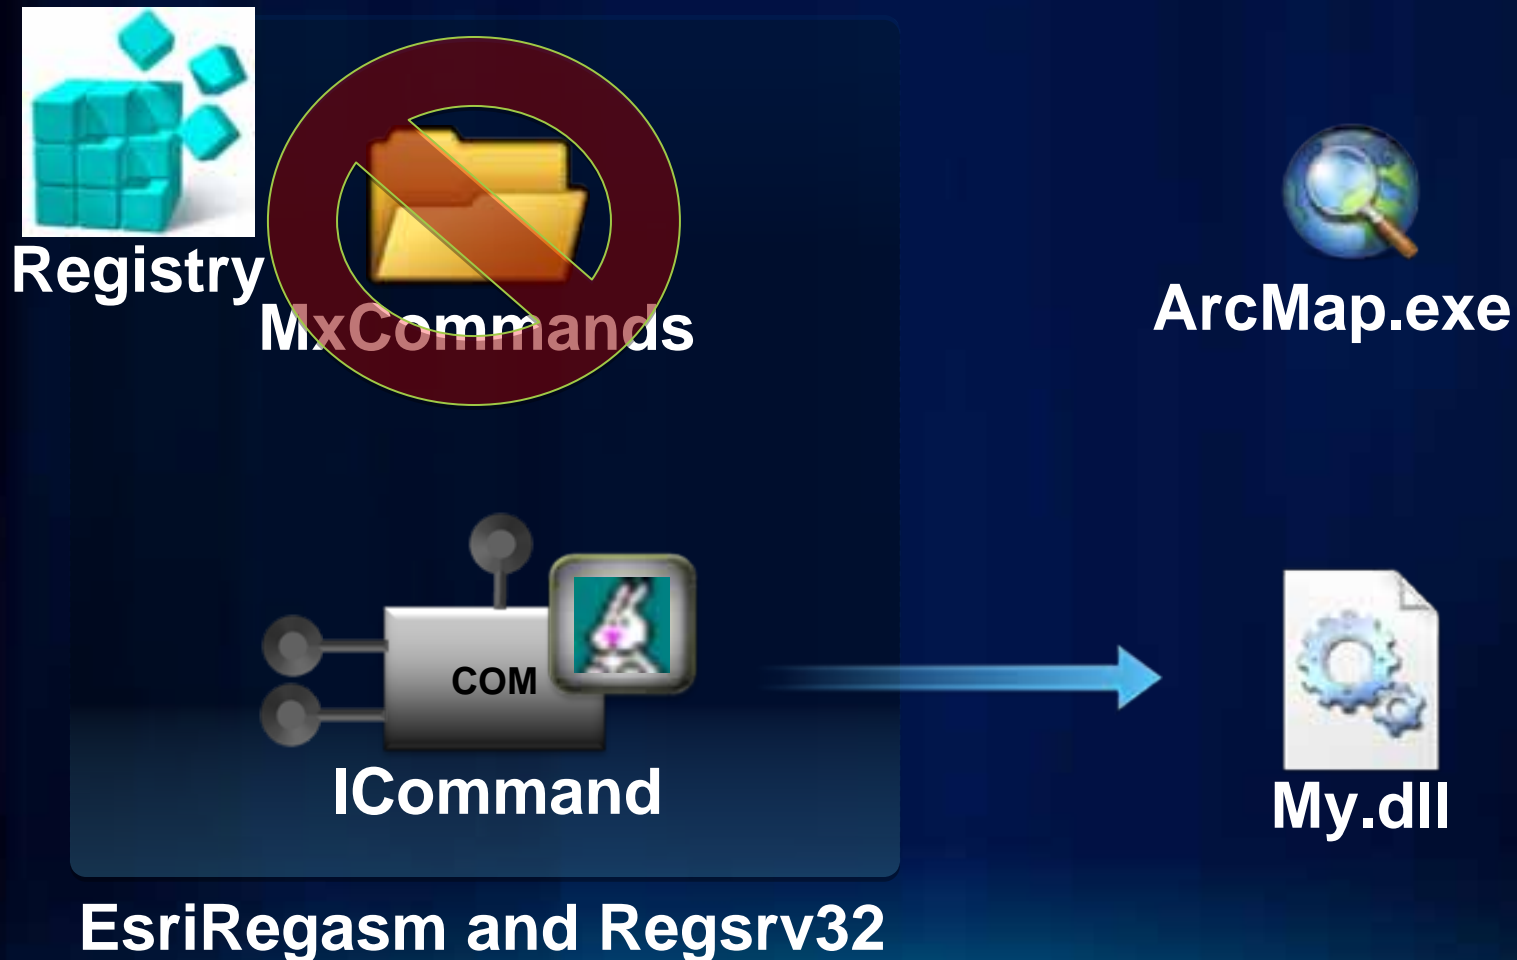 Registry
MxCommands
ArcMap.exe
COM
ICommand
My.dll
EsriRegasm and Regsrv32